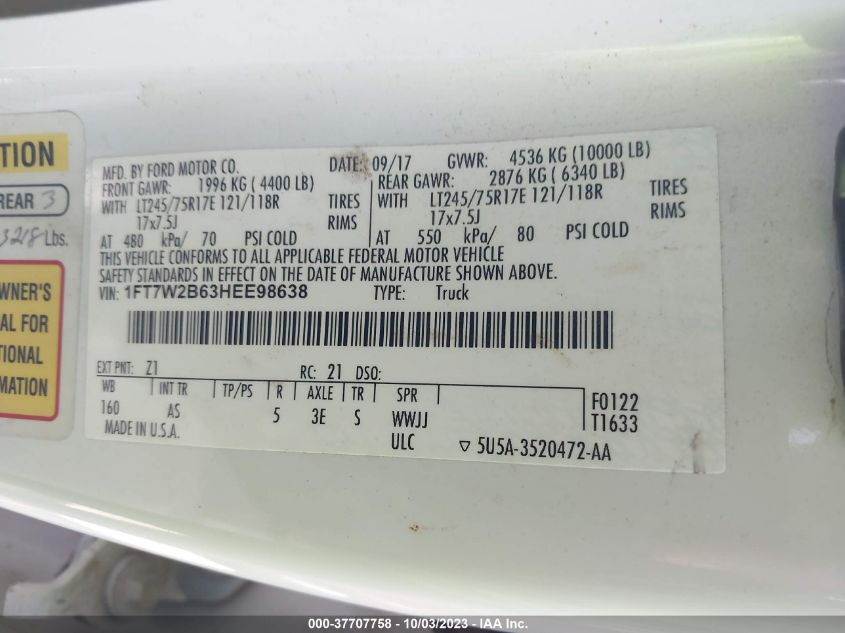 TION
REAR 3
3218 Lbs.
WNER'S
AL FOR
TIONAL
MATION
MFD. BY FORD MOTOR CO. DATE: 09/17 GVWR: 4536 KG (10000 LB)
FRONT GAWR: 1996 KG ( 4400 LB) REAR GAWR: 2876 KG ( 6340 LB)
WITH LT245/75R17E 121/118R TIRES WITH LT245/75R17E 121/118R TIRES
17x7.5J RIMS 17x7.5J RIMS
AT 480 kPa/ 70 PSI COLD AT 550 kPa/ 80 PSI COLD
THIS VEHICLE CONFORMS TO ALL APPLICABLE FEDERAL MOTOR VEHICLE
SAFETY STANDARDS IN EFFECT ON THE DATE OF MANUFACTURE SHOWN ABOVE.
VIN: 1FT7W2B63HEE98638 TYPE: Truck
EXT PNT: Z1 RC: 21 DSO:
WB INT TR TP/PS R AXLE TR SPR
160 AS 5 3E S WWJJ F0122
MADE IN U.S.A. ULC T1633
5U5A-3520472-AA
000-37707758 - 10/03/2023 - IAA Inc.